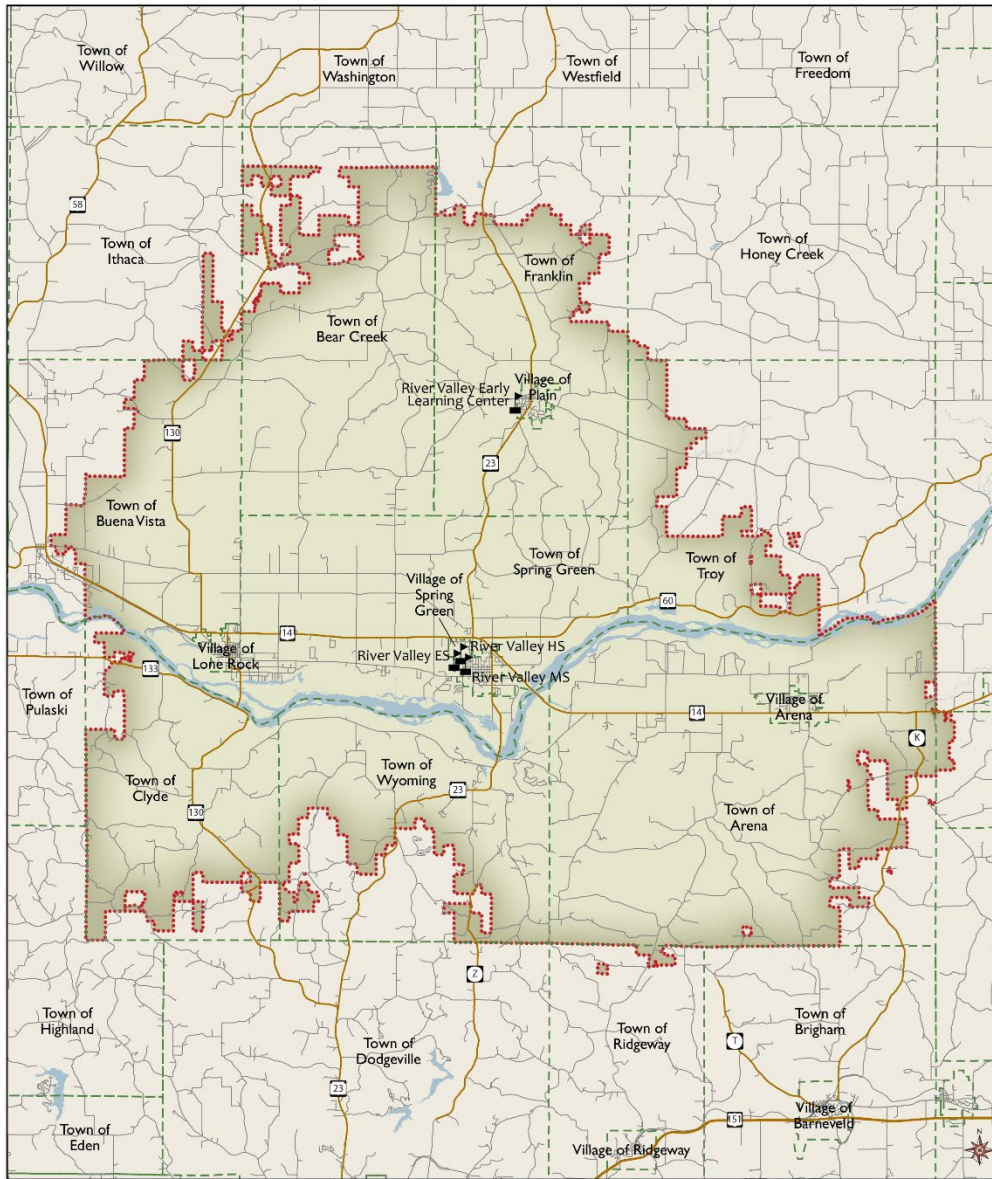 Town of
Willow
Town of
Washington
Town of
Westfield
Town of
Freedom
58
Town of
Ithaca
Town of
Franklin
Town of
Honey Creek
Town of
Bear Creek
River Valley Early
Learning Center
Village of
Plain
130
23
Town of
Buena Vista
Town of
Spring Green
Town of
Troy
Village of
Spring
Green
60
14
River Valley HS
River Valley ES
River Valley MS
Village of
Lone Rock
133
Town of
Pulaski
Village of
Arena
14
K
Town of
Clyde
Town of
Wyoming
23
130
Town of
Arena
Z
Town of
Highland
Town of
Dodgeville
Town of
Ridgeway
Town of
Brigham
T
23
Town of
Eden
151
Village of
Barneveld
Village of Ridgeway
N